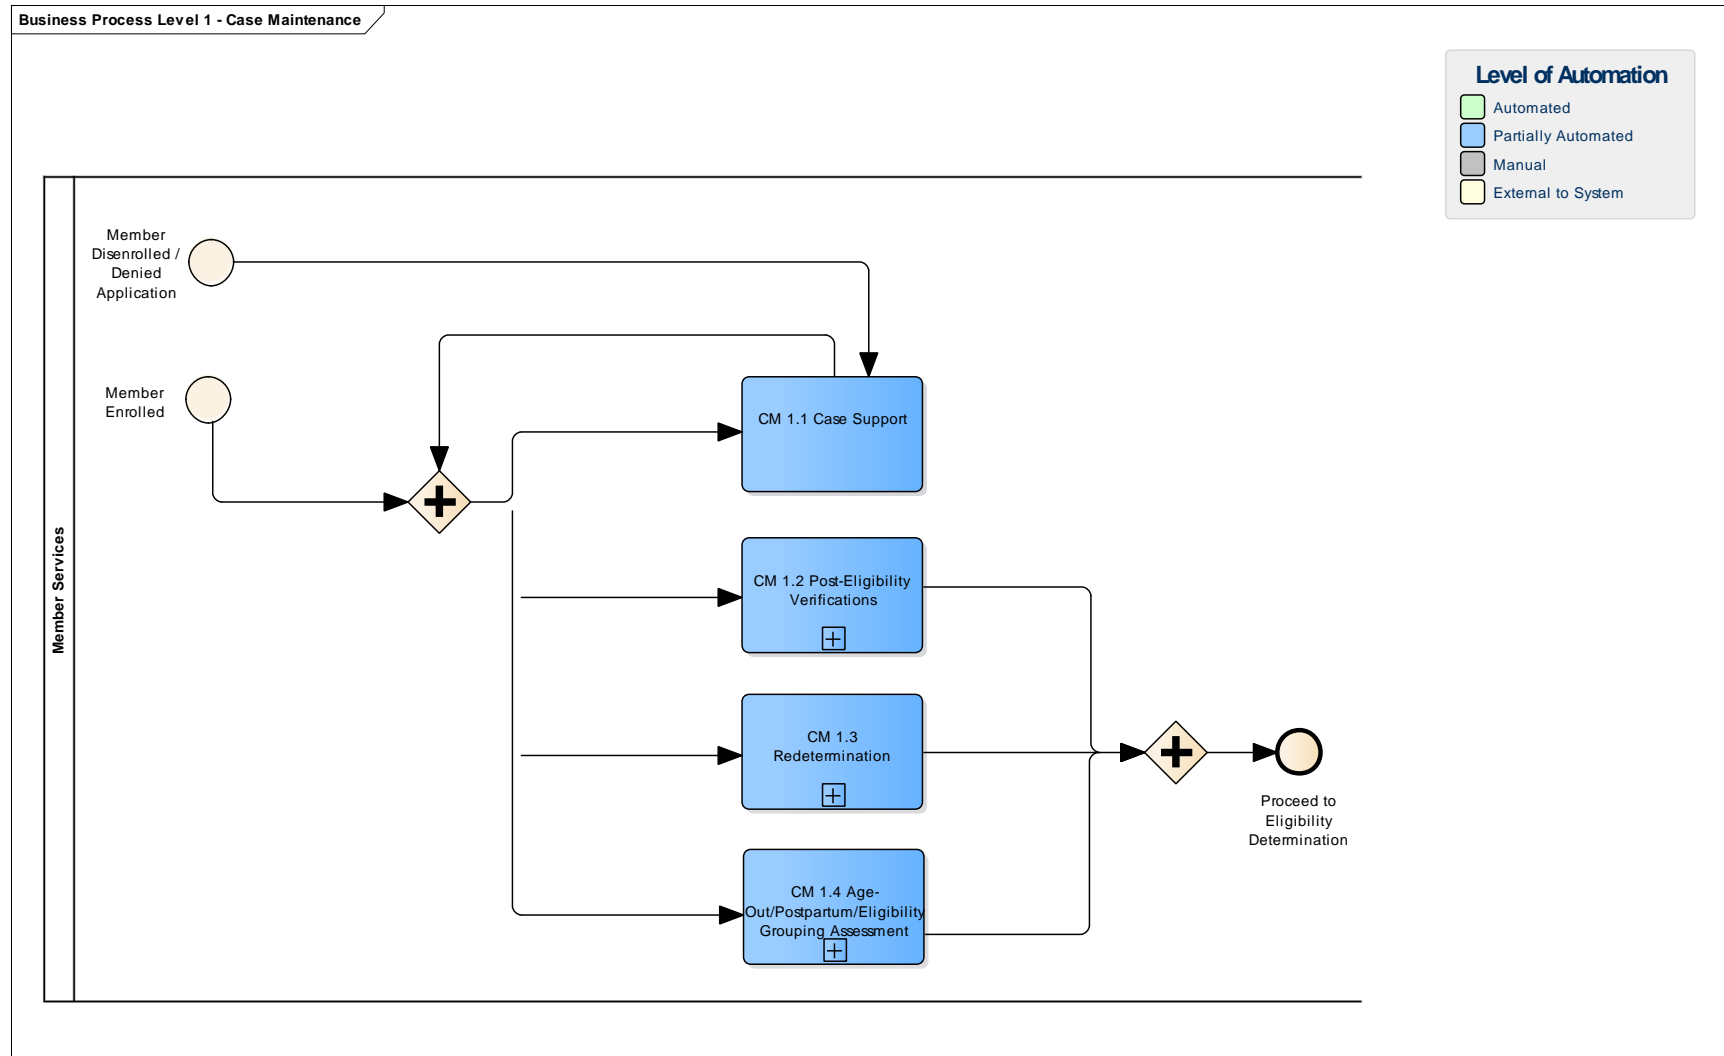 Business Process Level 1 - Case Maintenance
Level of Automation
Automated
Partially Automated
Manual
External to System
Member Services
Member
Disenrolled /
Denied
Application
Member
Enrolled
CM 1.1 Case Support
CM 1.2 Post-Eligibility
Verifications
CM 1.3
Redetermination
CM 1.4 Age-
Out/Postpartum/Eligibility
Grouping Assessment
Proceed to
Eligibility
Determination